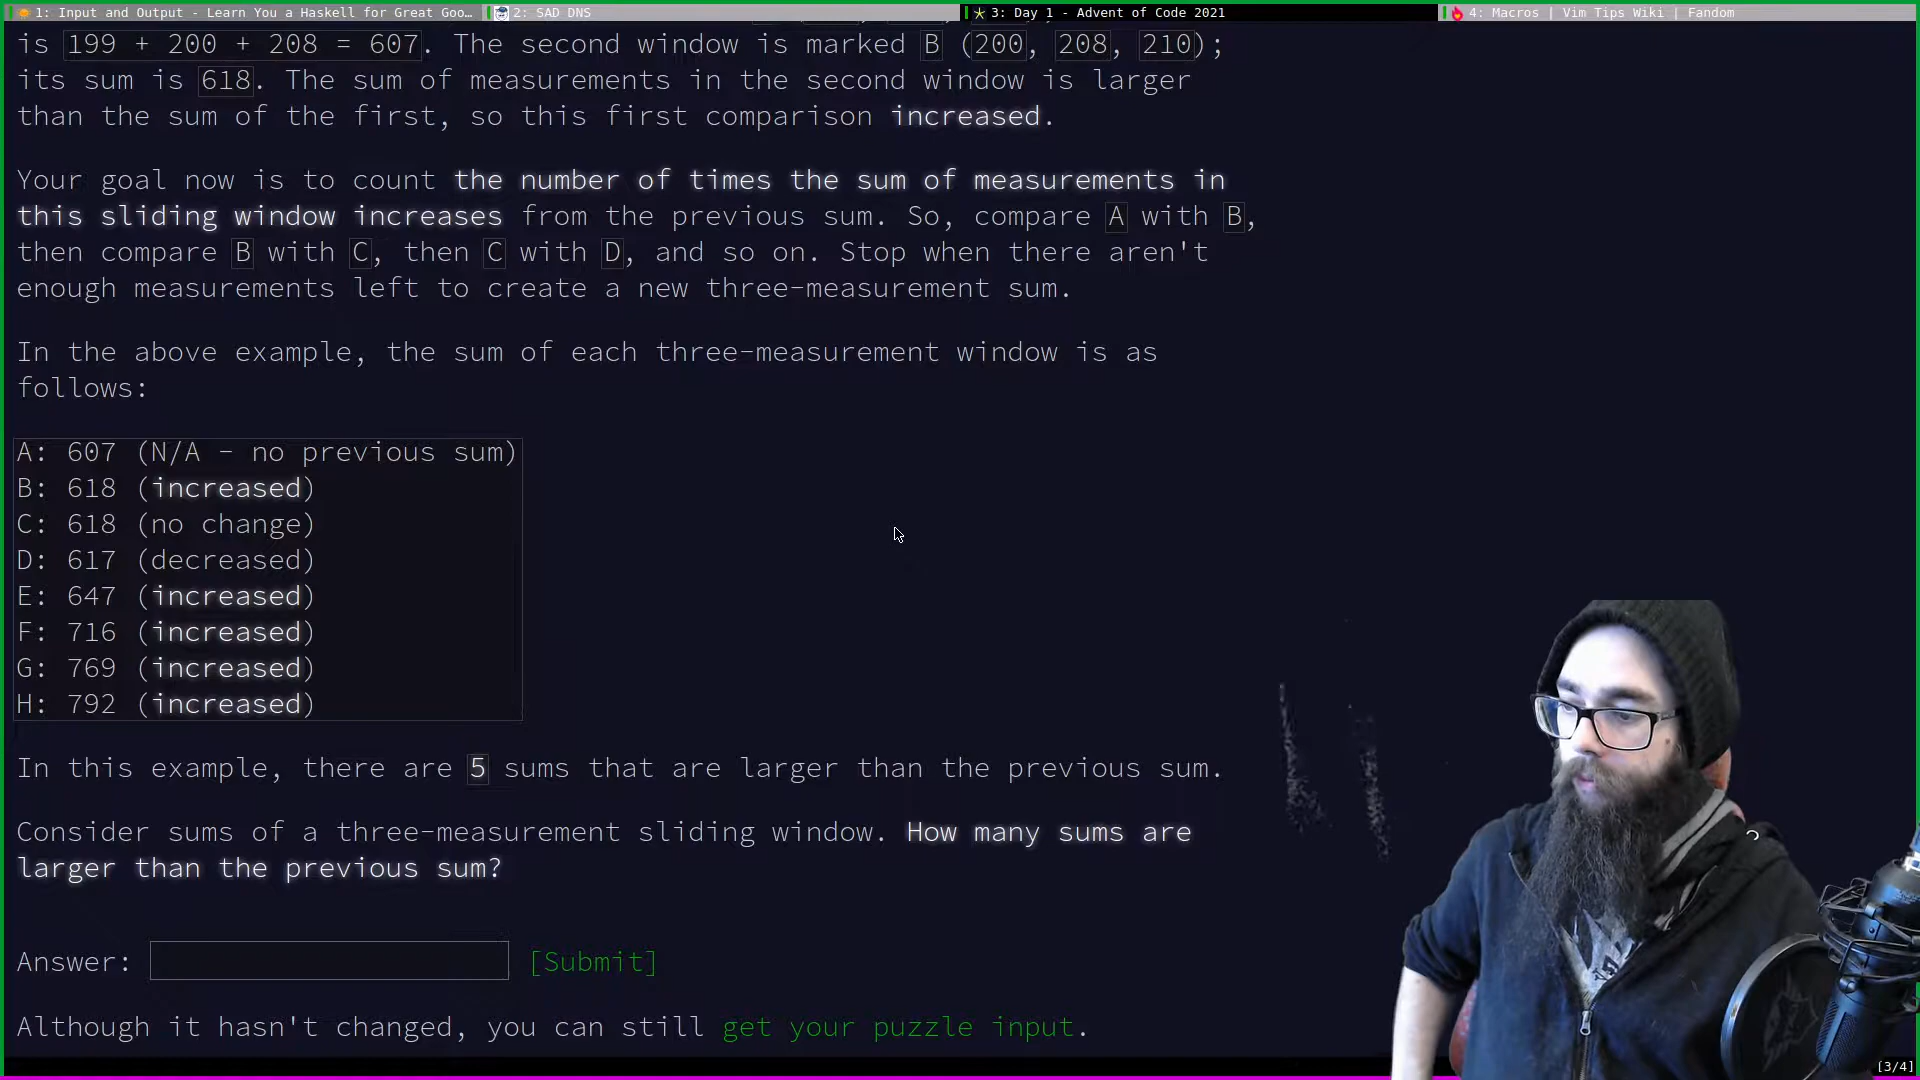 1: Input and Output - Learn You a Haskell for Great Goo…
2: SAD DNS
3: Day 1 - Advent of Code 2021
4: Macros | Vim Tips Wiki | Fandom
is 199 + 200 + 208 = 607. The second window is marked B (200, 208, 210);
its sum is 618. The sum of measurements in the second window is larger
than the sum of the first, so this first comparison increased.
Your goal now is to count the number of times the sum of measurements in
this sliding window increases from the previous sum. So, compare A with B,
then compare B with C, then C with D, and so on. Stop when there aren't
enough measurements left to create a new three-measurement sum.
In the above example, the sum of each three-measurement window is as
follows:
A: 607 (N/A - no previous sum)
B: 618 (increased)
C: 618 (no change)
D: 617 (decreased)
E: 647 (increased)
F: 716 (increased)
G: 769 (increased)
H: 792 (increased)
In this example, there are 5 sums that are larger than the previous sum.
Consider sums of a three-measurement sliding window. How many sums are
larger than the previous sum?
Answer: [Submit]
Although it hasn't changed, you can still get your puzzle input.
[3/4]